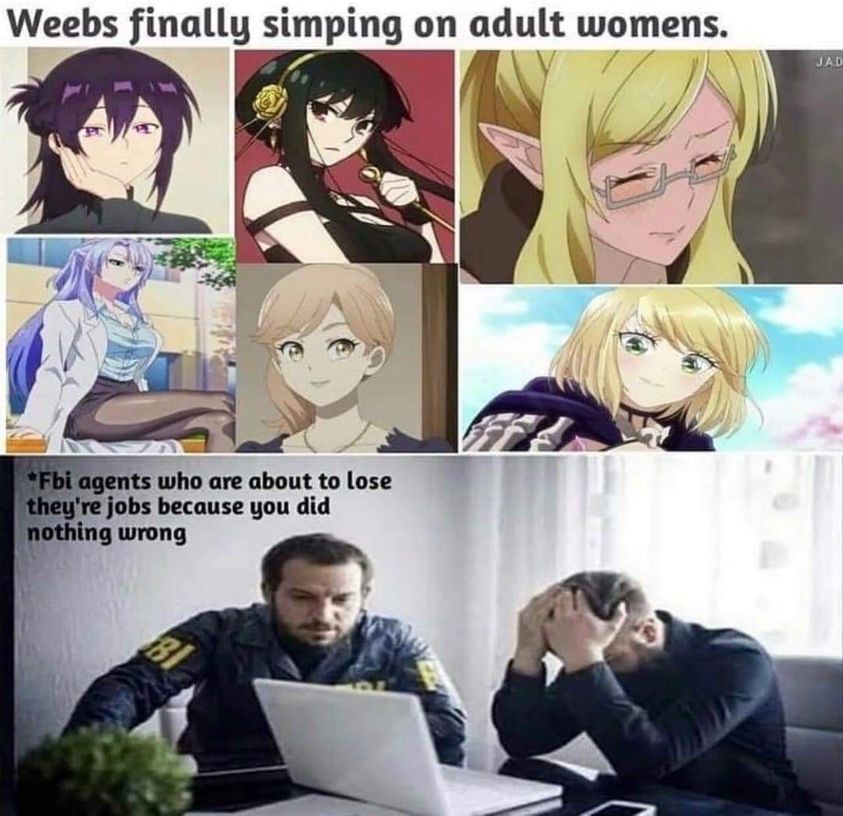 Weebs finally simping on adult womens.
J.A.D
*Fbi agents who are about to lose
they're jobs because you did
nothing wrong
BI